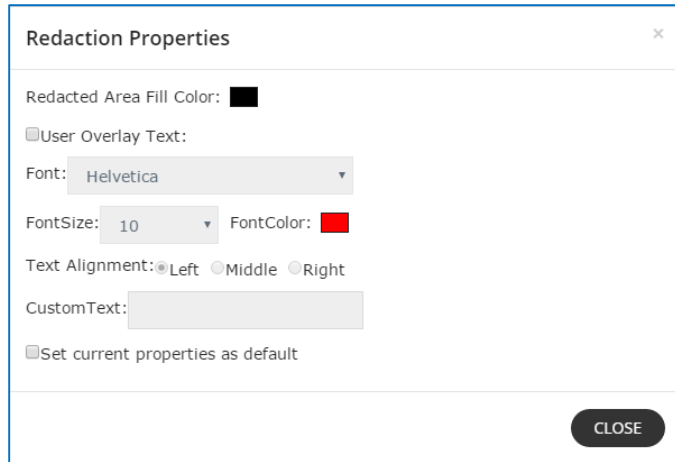 Redaction Properties ×
Redacted Area Fill Color:
User Overlay Text:
Font: Helvetica
FontSize: 10 FontColor:
Text Alignment: Left Middle Right
CustomText:
Set current properties as default
CLOSE